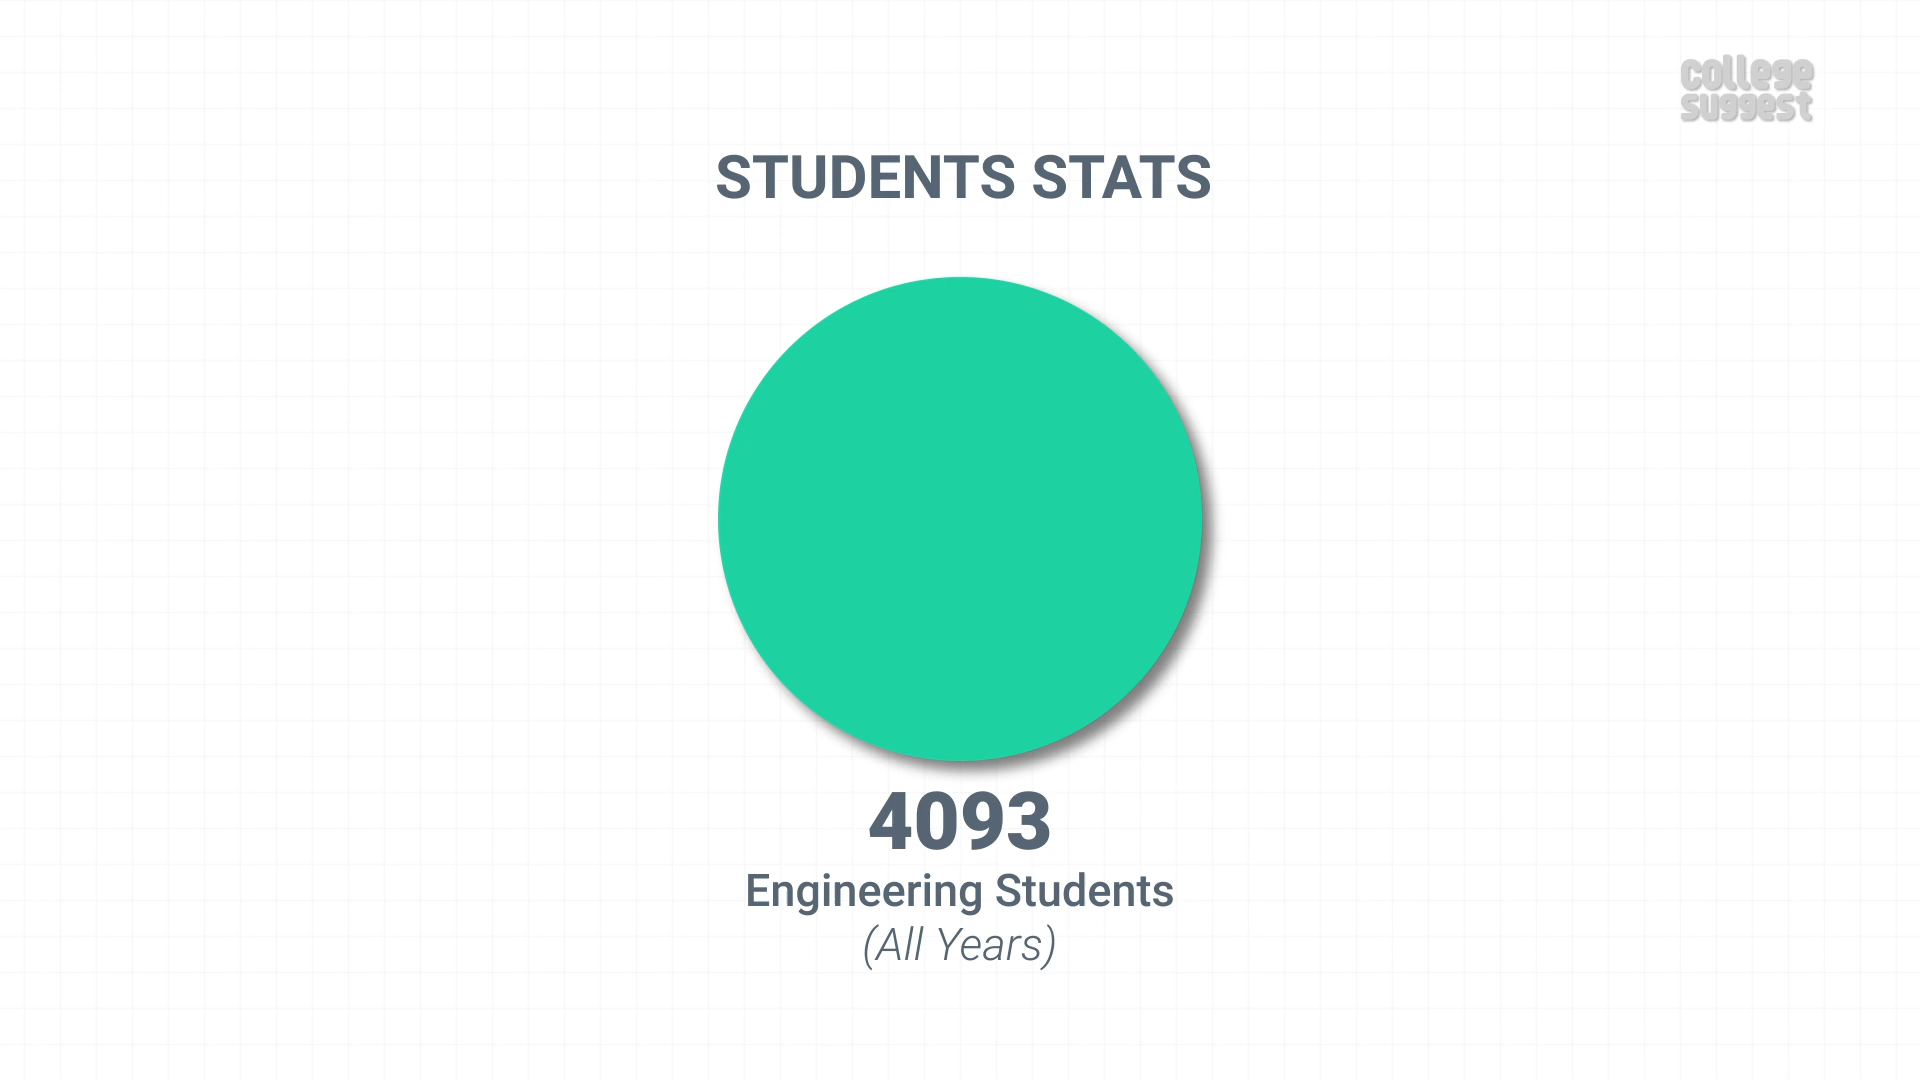 college
suggest
STUDENTS STATS
4093
Engineering Students
(All Years)